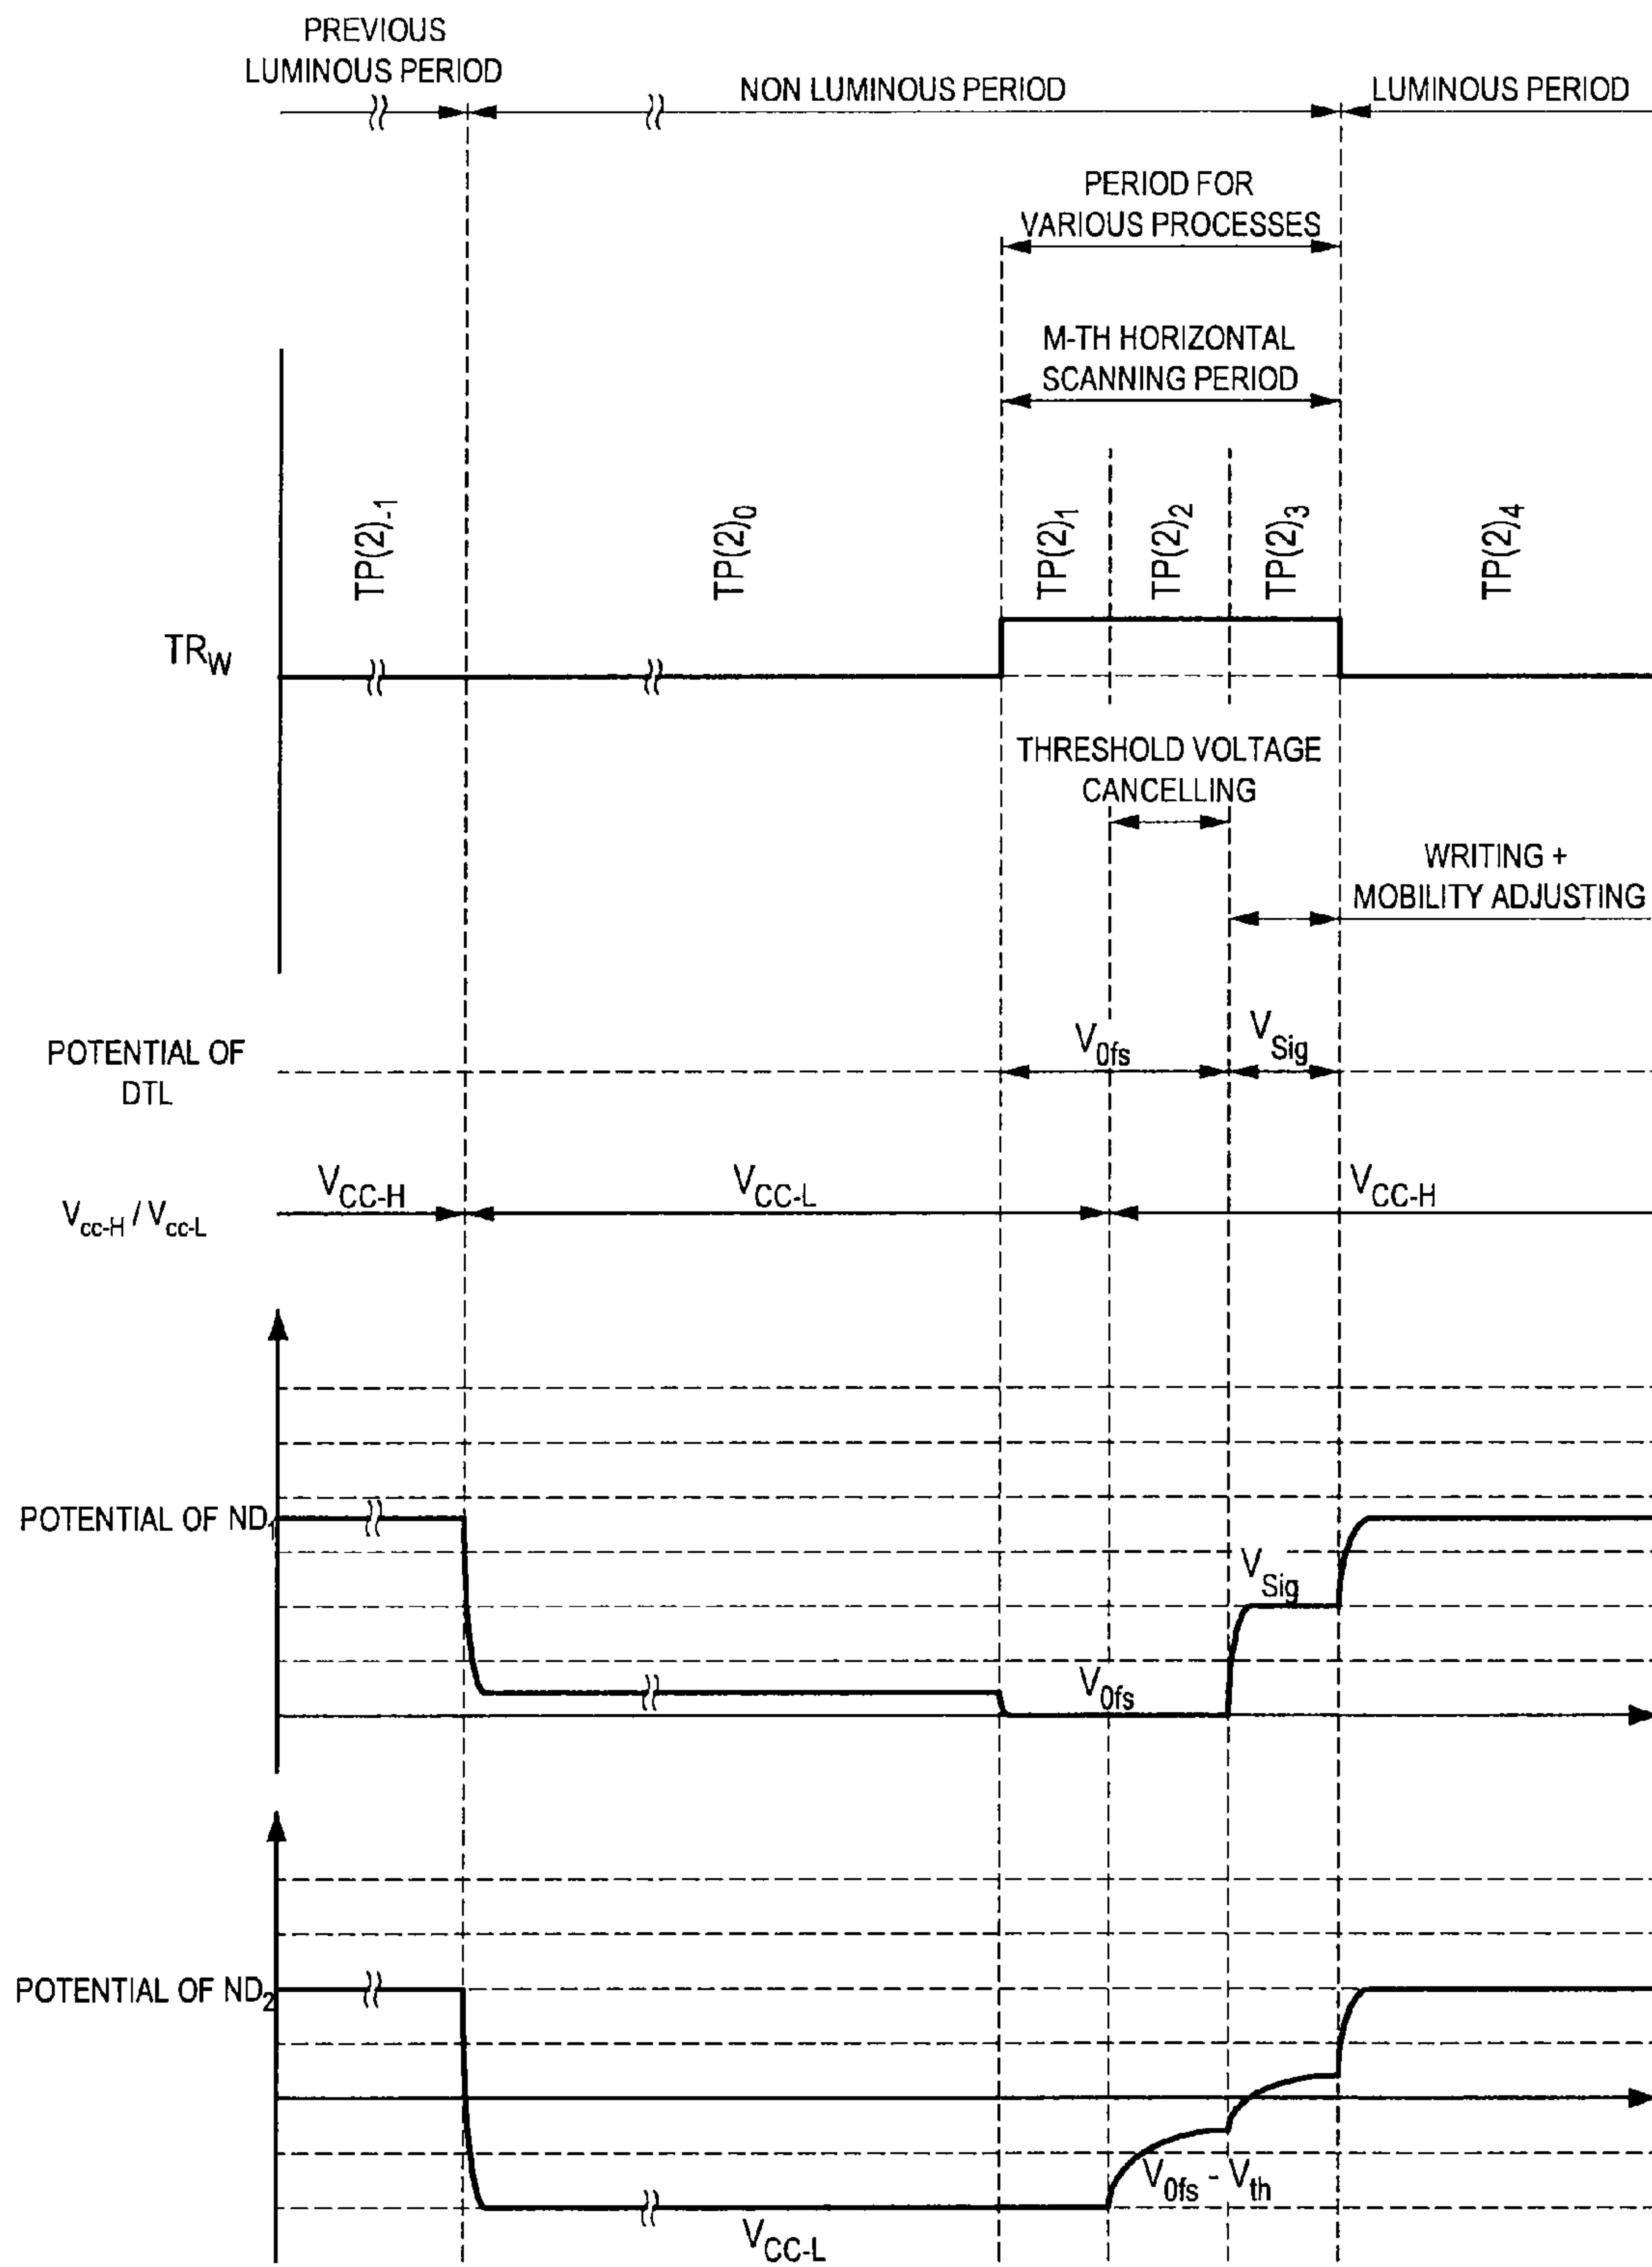 PREVIOUS
LUMINOUS PERIOD
NON LUMINOUS PERIOD
LUMINOUS PERIOD
PERIOD FOR
VARIOUS PROCESSES
M-TH HORIZONTAL
SCANNING PERIOD
TP(2)-1
TP(2)0
TP(2)1
TP(2)2
TP(2)3
TP(2)4
TRW
THRESHOLD VOLTAGE
CANCELLING
WRITING +
MOBILITY ADJUSTING
POTENTIAL OF
DTL
V0fs
VSig
Vcc-H / Vcc-L
VCC-H
VCC-L
VCC-H
POTENTIAL OF ND1
VSig
V0fs
POTENTIAL OF ND2
V0fs - Vth
VCC-L